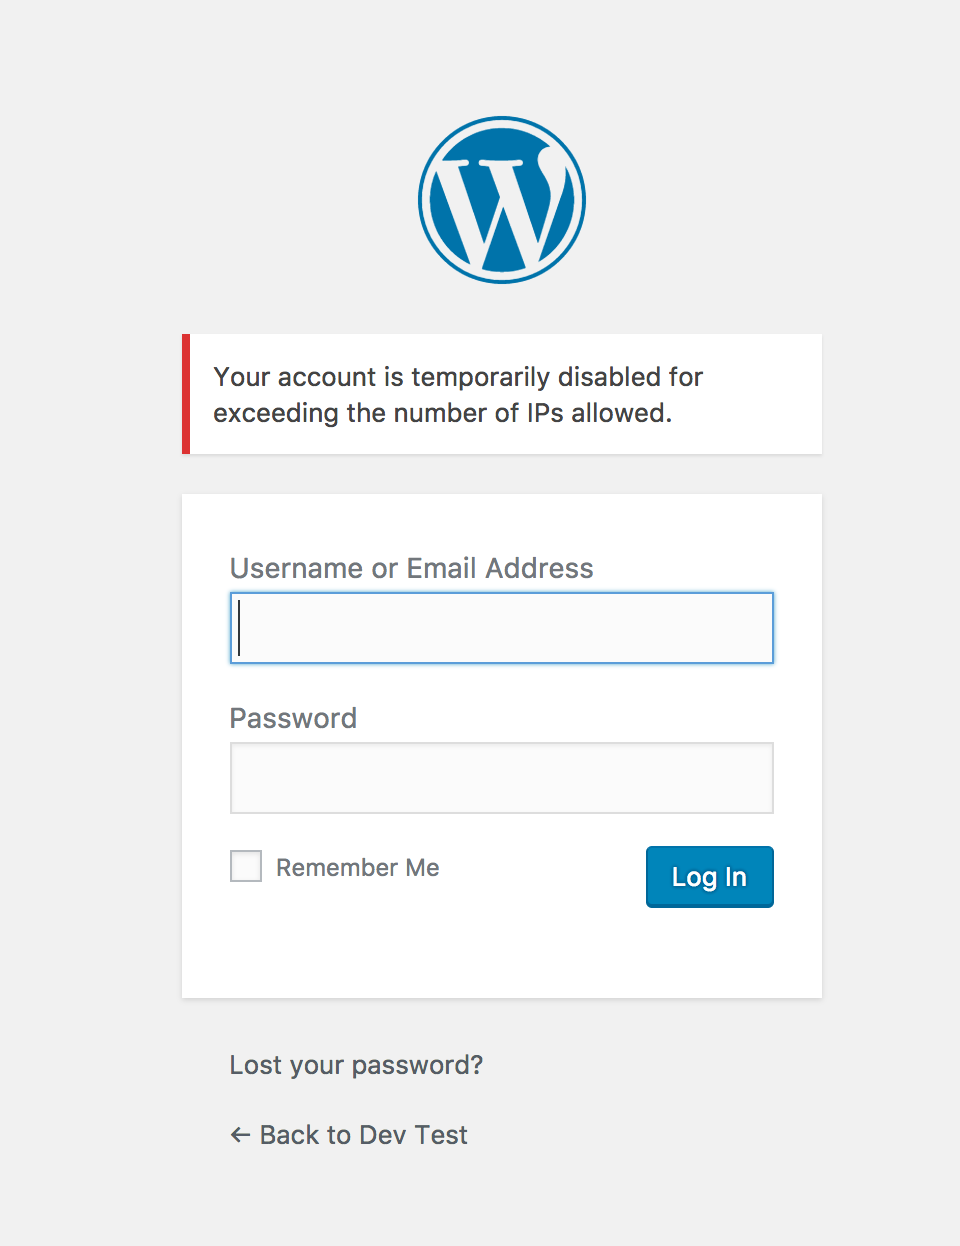 Your account is temporarily disabled for
exceeding the number of IPs allowed.
Username or Email Address
Password
Remember Me
Log In
Lost your password?
← Back to Dev Test